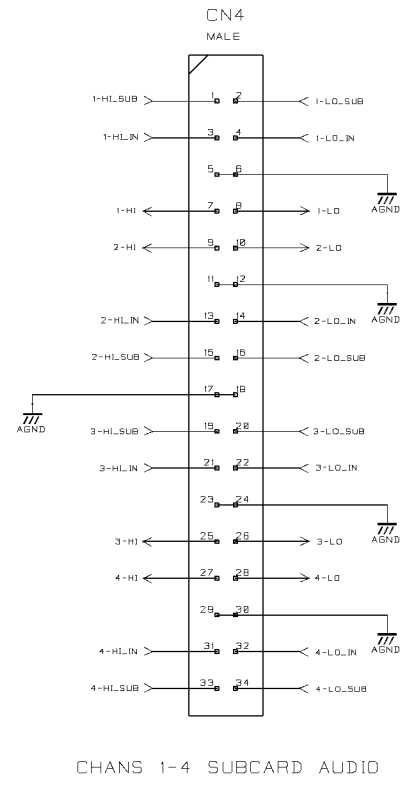 CN4
MALE
1-HI_SUB 1 2 1-LO_SUB
1-HI_IN 3 4 1-LO_IN
5 6
AGND
1-HI 7 8 1-LO
2-HI 9 10 2-LO
11 12
AGND
2-HI_IN 13 14 2-LO_IN
2-HI_SUB 15 16 2-LO_SUB
17 18
AGND
3-HI_SUB 19 20 3-LO_SUB
3-HI_IN 21 22 3-LO_IN
23 24
AGND
3-HI 25 26 3-LO
4-HI 27 28 4-LO
29 30
AGND
4-HI_IN 31 32 4-LO_IN
4-HI_SUB 33 34 4-LO_SUB
CHANS 1-4 SUBCARD AUDIO